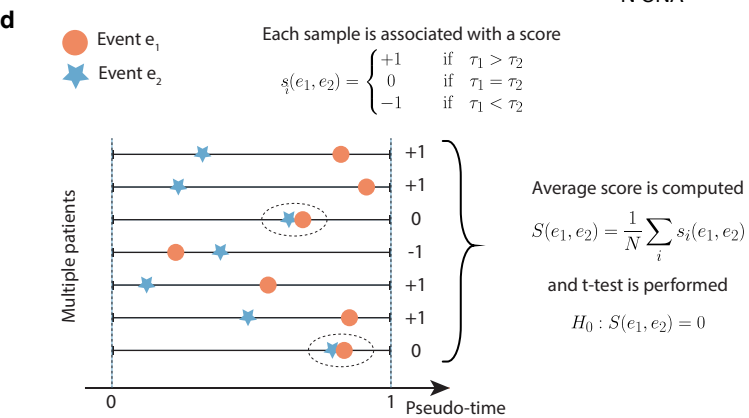 d
Event e1
Event e2
Each sample is associated with a score
si(e1, e2) = { +1 if τ1 > τ2
0 if τ1 = τ2
−1 if τ1 < τ2
Multiple patients
+1
+1
0
-1
+1
+1
0
Average score is computed
S(e1, e2) = 1/N ∑i si(e1, e2)
and t-test is performed
H0 : S(e1, e2) = 0
0
1
Pseudo-time